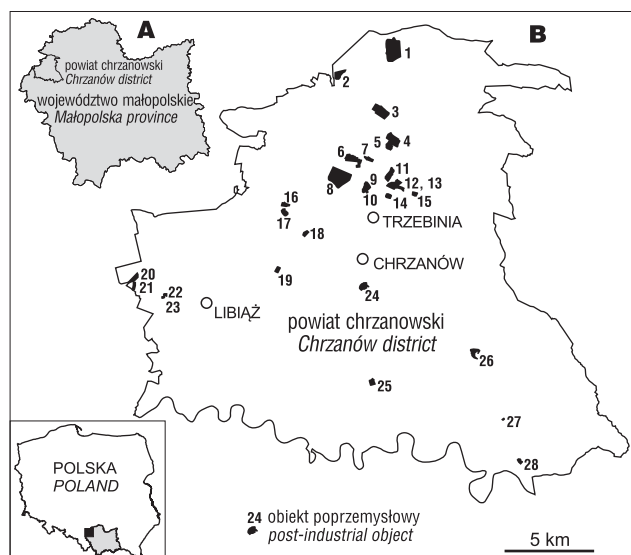 A
B
powiat chrzanowski
Chrzanów district
województwo małopolskie
Małopolska province
1
2
3
4
5
6
7
8
9
10
11
12, 13
14
15
TRZEBINIA
16
17
18
CHRZANÓW
19
20
21
22
23
LIBIĄŻ
24
powiat chrzanowski
Chrzanów district
26
25
27
28
POLSKA
POLAND
24 obiekt poprzemysłowy
post-industrial object
5 km